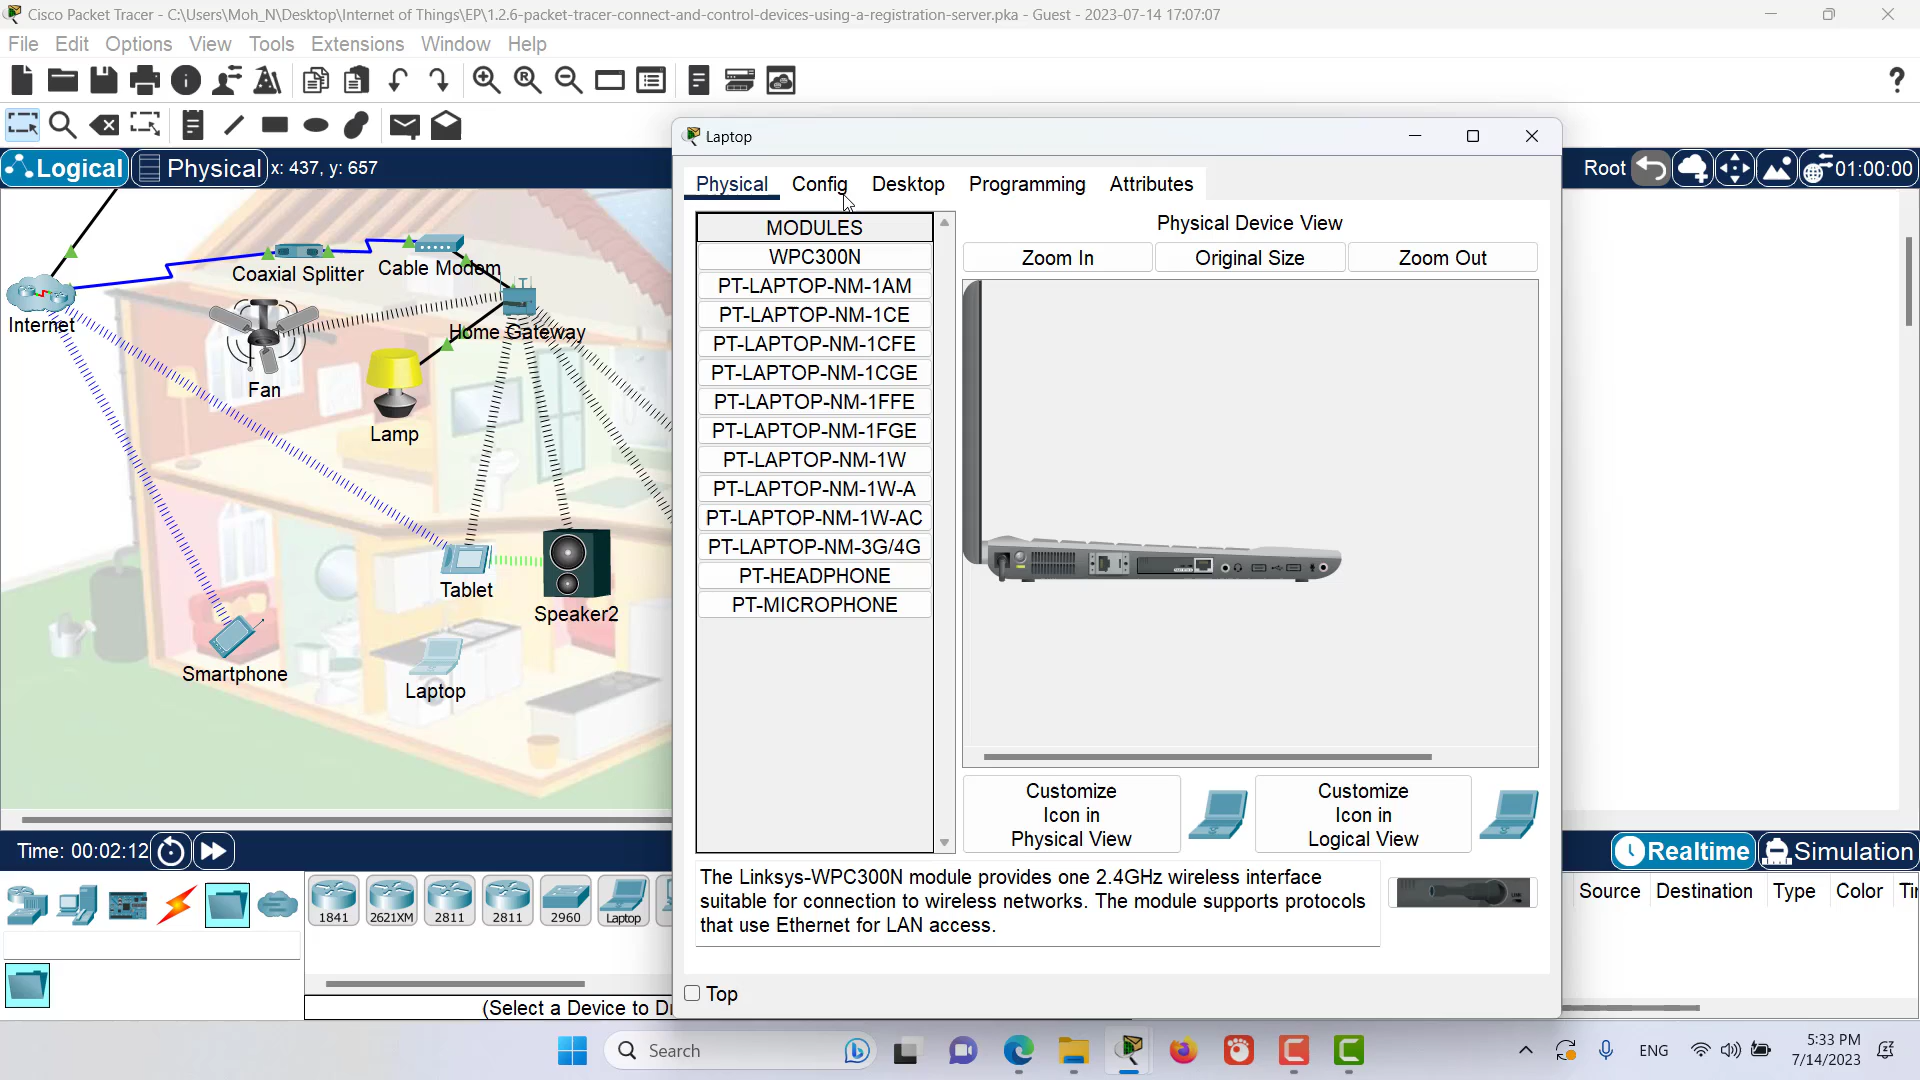 Cisco Packet Tracer - C:\Users\Moh_N\Desktop\Internet of Things\EP\1.2.6-packet-tracer-connect-and-control-devices-using-a-registration-server.pka - Guest - 2023-07-14 17:07:07
File Edit Options View Tools Extensions Window Help
Laptop
Logical Physical x: 437, y: 657
Root 01:00:00
Physical Config Desktop Programming Attributes
MODULES
WPC300N
PT-LAPTOP-NM-1AM
PT-LAPTOP-NM-1CE
PT-LAPTOP-NM-1CFE
PT-LAPTOP-NM-1CGE
PT-LAPTOP-NM-1FFE
PT-LAPTOP-NM-1FGE
PT-LAPTOP-NM-1W
PT-LAPTOP-NM-1W-A
PT-LAPTOP-NM-1W-AC
PT-LAPTOP-NM-3G/4G
PT-HEADPHONE
PT-MICROPHONE
Physical Device View
Zoom In Original Size Zoom Out
Customize
Icon in
Physical View
Customize
Icon in
Logical View
The Linksys-WPC300N module provides one 2.4GHz wireless interface
suitable for connection to wireless networks. The module supports protocols
that use Ethernet for LAN access.
Top
Coaxial Splitter
Cable Modem
Internet
Home Gateway
Fan
Lamp
Tablet
Speaker2
Smartphone
Laptop
Time: 00:02:12
Realtime Simulation
1841 2621XM 2811 2811 2960 Laptop
Source Destination Type Color
(Select a Device to
Search
ENG
5:33 PM
7/14/2023